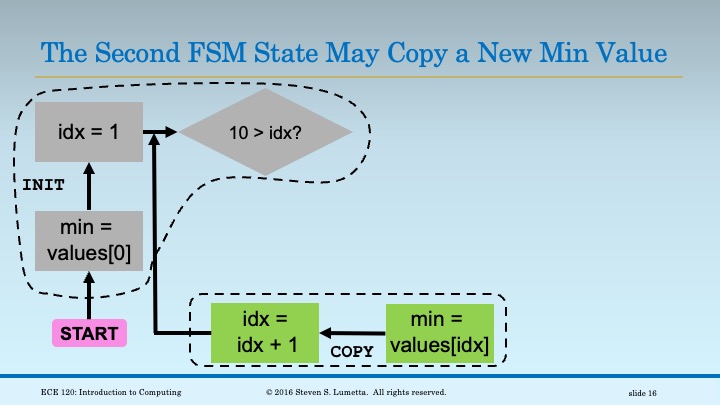 The Second FSM State May Copy a New Min Value
idx = 1
10 > idx?
INIT
min =
values[0]
START
idx =
idx + 1
COPY
min =
values[idx]
ECE 120: Introduction to Computing
© 2016 Steven S. Lumetta. All rights reserved.
slide 16